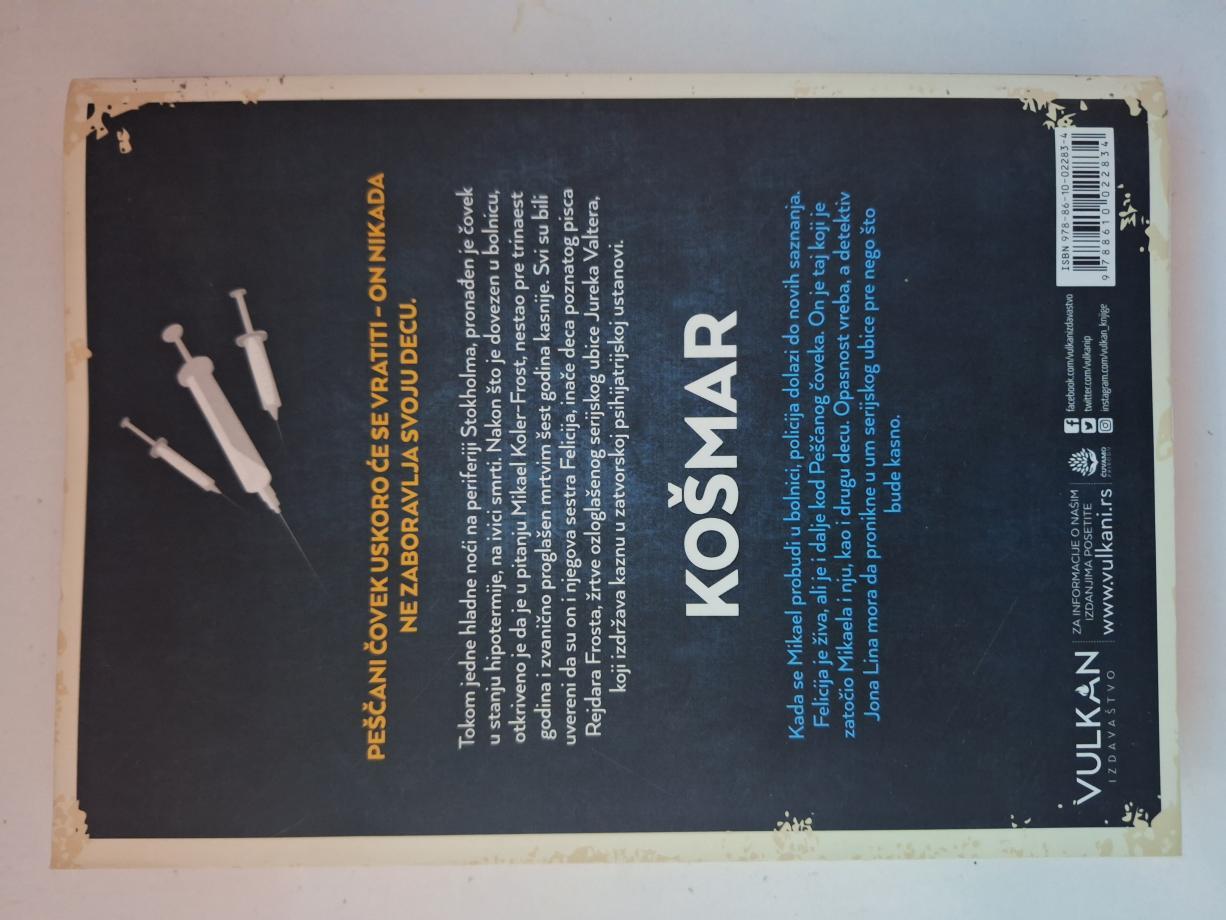 PEŠČANI ČOVEK USKORO ĆE SE VRATITI – ON NIKADA
NE ZABORAVLJA SVOJU DECU.
Tokom jedne hladne noći na periferiji Stokholma, pronađen je čovek
u stanju hipotermije, na ivici smrti. Nakon što je dovezen u bolnicu,
otkriveno je da je u pitanju Mikael Koler-Frost, nestao pre trinaest
godina i zvanično proglašen mrtvim šest godina kasnije. Svi su bili
uvereni da su on i njegova sestra Felicija, inače deca poznatog pisca
Rejdara Frosta, žrtve ozloglašenog serijskog ubice Jureka Valtera,
koji izdržava kaznu u zatvorskoj psihijatrijskoj ustanovi.
KOŠMAR
Kada se Mikael probudi u bolnici, policija dolazi do novih saznanja.
Felicija je živa, ali je i dalje kod Peščanog čoveka. On je taj koji je
zatočio Mikaela i nju, kao i drugu decu. Opasnost vreba, a detektiv
Jona Lina mora da pronikne u um serijskog ubice pre nego što
bude kasno.
VULKAN
IZDAVAŠTVO
ZA INFORMACIJE O NAŠIM
IZDANJIMA POSETITE
www.vulkani.rs
ČUVAMO
PRIRODU
facebook.com/vulkanizdavastvo
twitter.com/vulkanip
instagram.com/vulkan_knjige
ISBN 978-86-10-02283-4
9 788610 022834